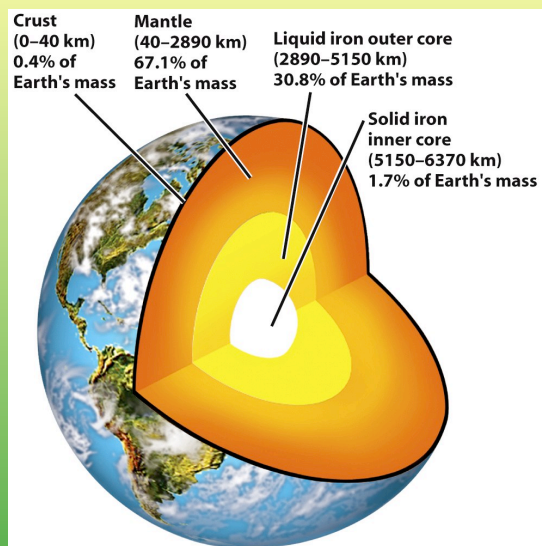 Crust
(0–40 km)
0.4% of
Earth's mass
Mantle
(40–2890 km)
67.1% of
Earth's mass
Liquid iron outer core
(2890–5150 km)
30.8% of Earth's mass
Solid iron
inner core
(5150–6370 km)
1.7% of Earth's mass